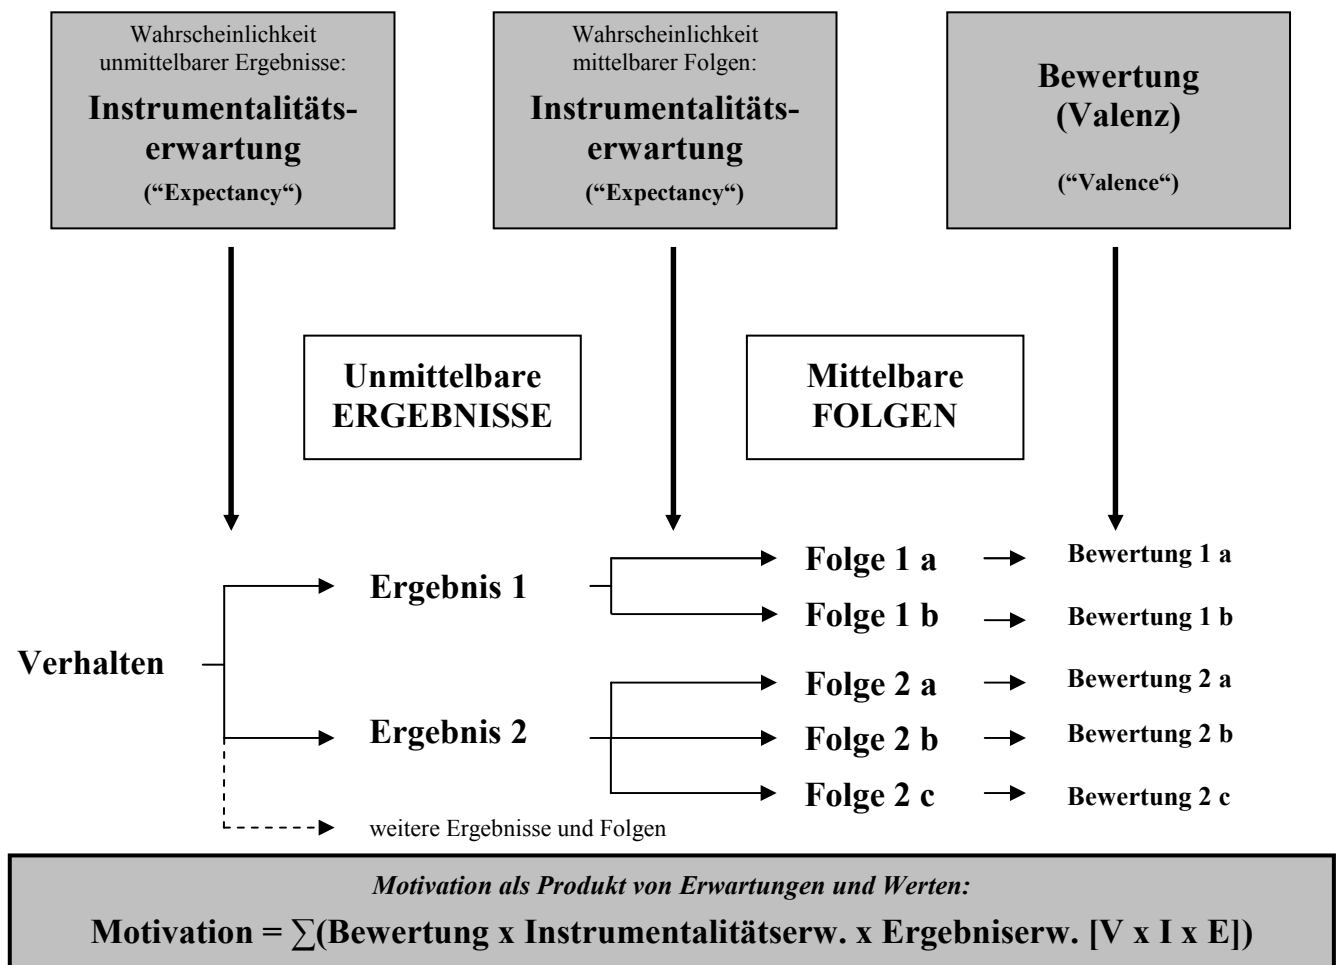 Wahrscheinlichkeit
unmittelbarer Ergebnisse:
Instrumentalitäts-
erwartung
(“Expectancy“)
Wahrscheinlichkeit
mittelbarer Folgen:
Instrumentalitäts-
erwartung
(“Expectancy“)
Bewertung
(Valenz)
(“Valence“)
Unmittelbare
ERGEBNISSE
Mittelbare
FOLGEN
Verhalten
Ergebnis 1
Folge 1 a
Bewertung 1 a
Folge 1 b
Bewertung 1 b
Ergebnis 2
Folge 2 a
Bewertung 2 a
Folge 2 b
Bewertung 2 b
Folge 2 c
Bewertung 2 c
weitere Ergebnisse und Folgen
Motivation als Produkt von Erwartungen und Werten:
Motivation = ∑(Bewertung x Instrumentalitätserw. x Ergebniserw. [V x I x E])